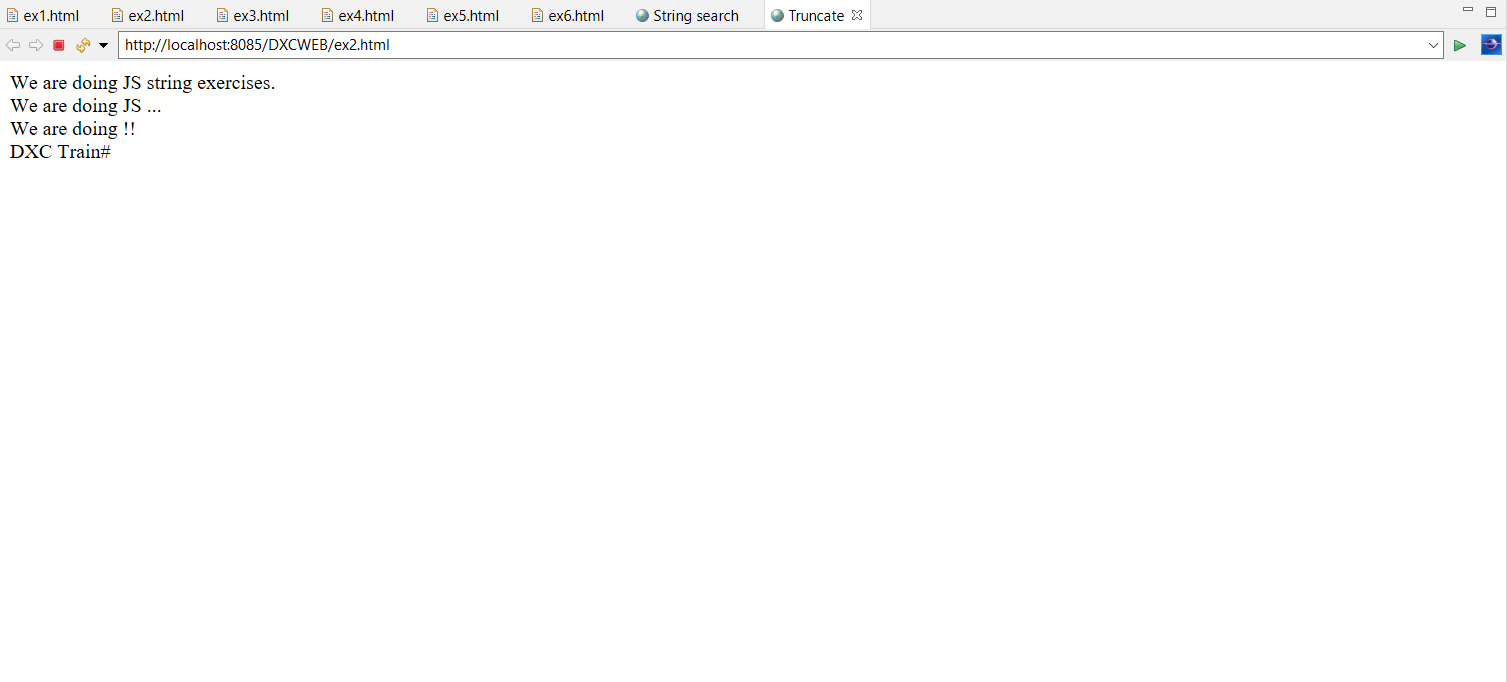 ex1.html ex2.html ex3.html ex4.html ex5.html ex6.html String search Truncate
http://localhost:8085/DXCWEB/ex2.html
We are doing JS string exercises.
We are doing JS ...
We are doing !!
DXC Train#